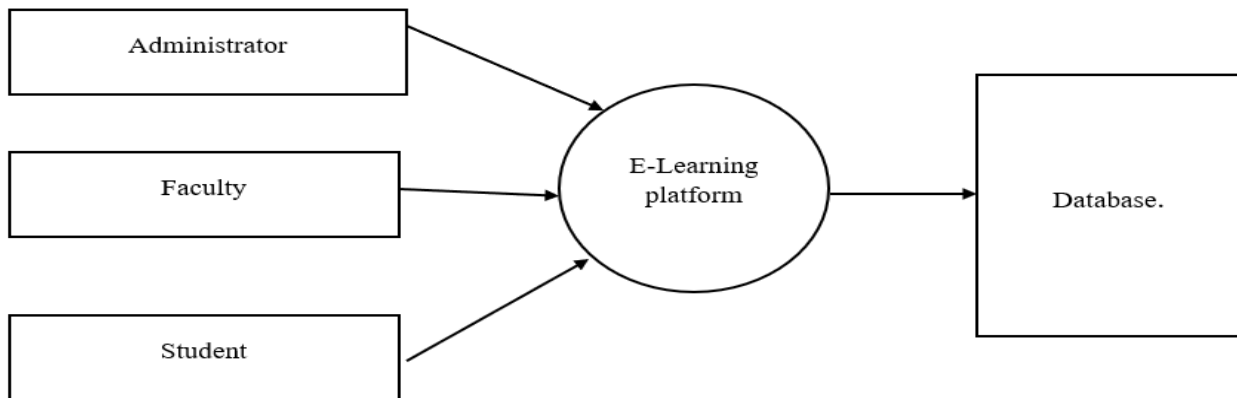 Administrator
Faculty
Student
E-Learning
platform
Database.